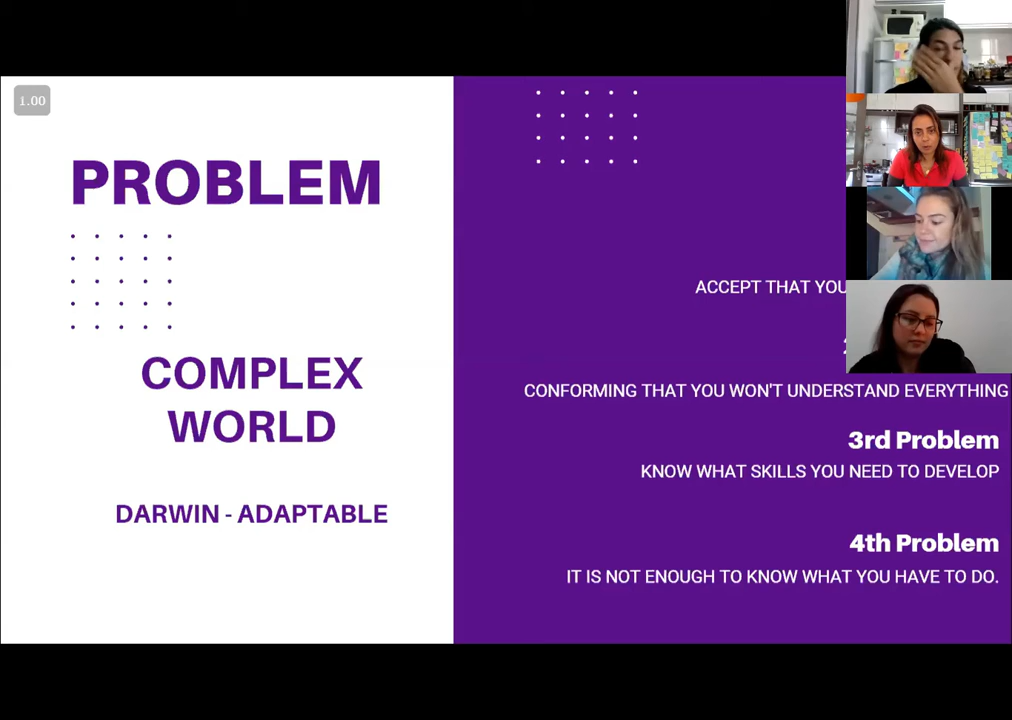 1.00
PROBLEM
COMPLEX
WORLD
DARWIN - ADAPTABLE
ACCEPT THAT YOU
CONFORMING THAT YOU WON'T UNDERSTAND EVERYTHING
3rd Problem
KNOW WHAT SKILLS YOU NEED TO DEVELOP
4th Problem
IT IS NOT ENOUGH TO KNOW WHAT YOU HAVE TO DO.